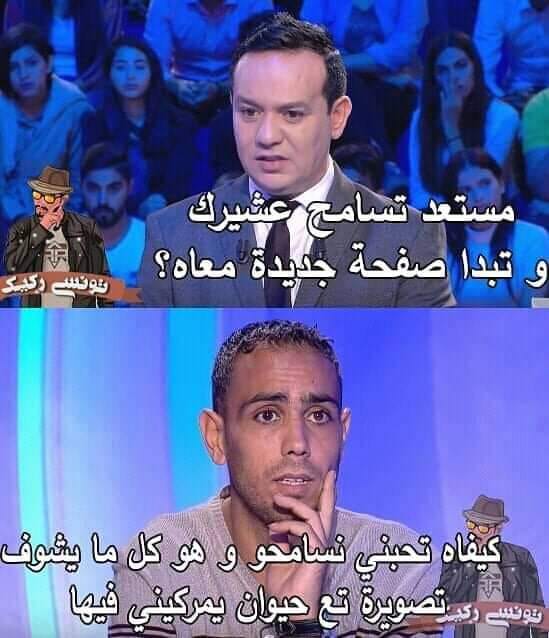 مستعد تسامح عشيرك
و تبدا صفحة جديدة معاه؟
تونسي ركيك
كيفاه تحبني نسامحو و هو كل ما يشوف
تصويرة تع حيوان يمركيني فيها
تونسي ركيك